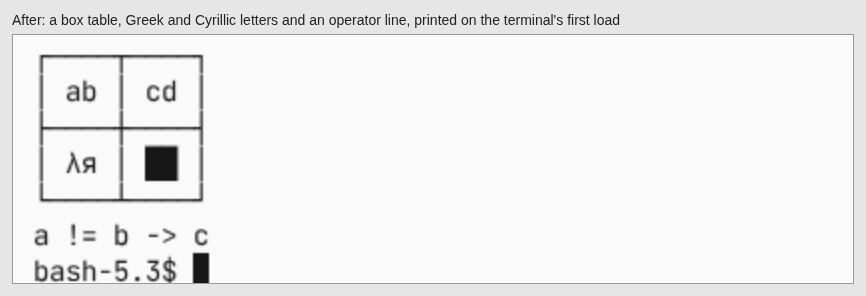 After: a box table, Greek and Cyrillic letters and an operator line, printed on the terminal's first load
┌────┬────┐
│ ab │ cd │
├────┼────┤
│ λя │ ██ │
└────┴────┘
a != b -> c
bash-5.3$ █